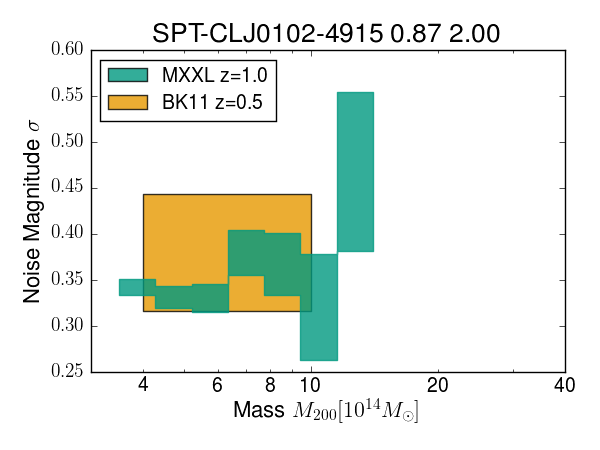 SPT-CLJ0102-4915 0.87 2.00
MXXL z=1.0
BK11 z=0.5
Noise Magnitude σ
0.60
0.55
0.50
0.45
0.40
0.35
0.30
0.25
4 6 8 10 20 40
Mass M₂₀₀[10¹⁴M☉]